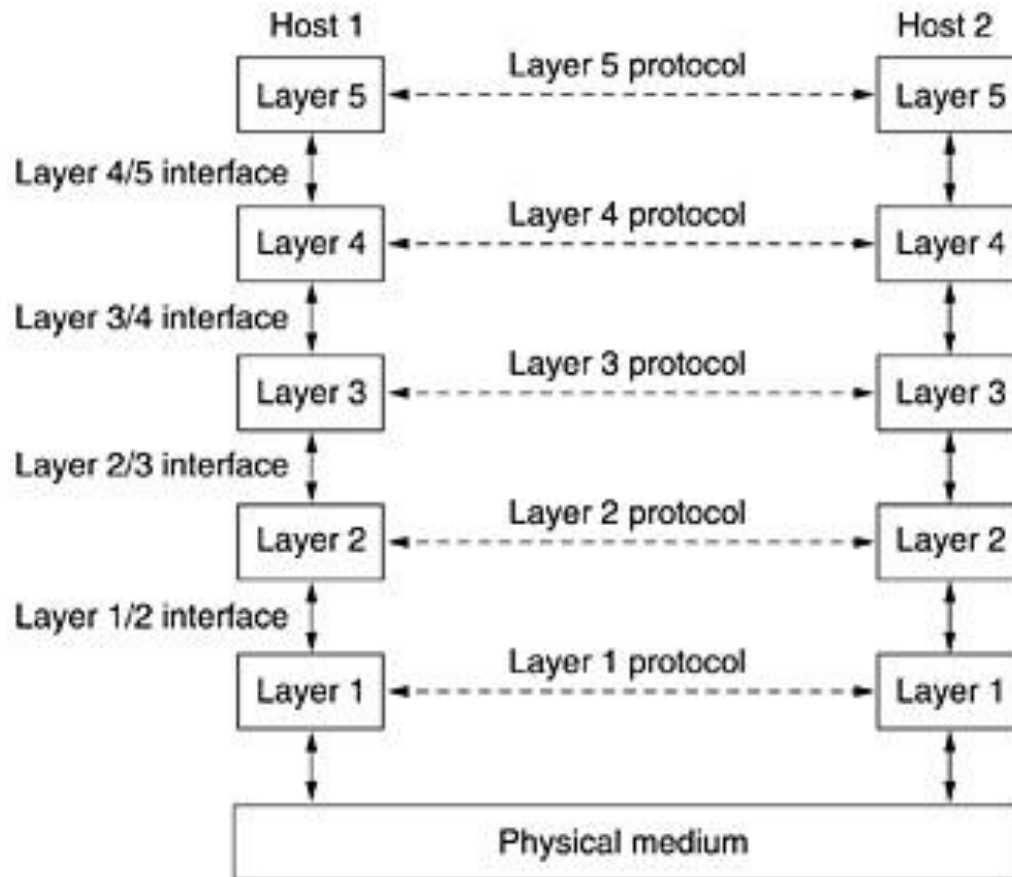 Host 1
Host 2
Layer 5
Layer 5 protocol
Layer 5
Layer 4/5 interface
Layer 4
Layer 4 protocol
Layer 4
Layer 3/4 interface
Layer 3
Layer 3 protocol
Layer 3
Layer 2/3 interface
Layer 2
Layer 2 protocol
Layer 2
Layer 1/2 interface
Layer 1
Layer 1 protocol
Layer 1
Physical medium